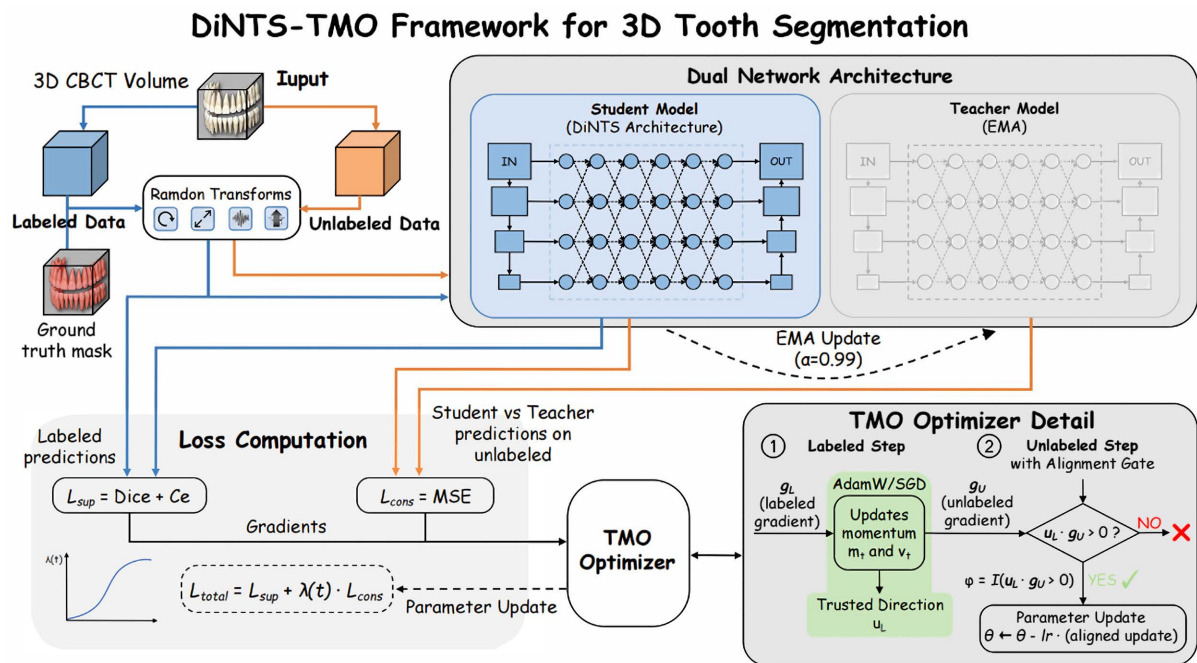 DiNTS-TMO Framework for 3D Tooth Segmentation
3D CBCT Volume
Iuput
Labeled Data
Ramdon Transforms
Unlabeled Data
Ground
truth mask
Dual Network Architecture
Student Model
(DiNTS Architecture)
IN
OUT
Teacher Model
(EMA)
IN
OUT
EMA Update
(α=0.99)
Loss Computation
Labeled
predictions
Student vs Teacher
predictions on
unlabeled
L_sup = Dice + Ce
L_cons = MSE
Gradients
λ(t)
L_total = L_sup + λ(t) · L_cons
Parameter Update
TMO
Optimizer
TMO Optimizer Detail
① Labeled Step
② Unlabeled Step
with Alignment Gate
g_L
(labeled
gradient)
AdamW/SGD
Updates
momentum
m_t and v_t
Trusted Direction
u_L
g_U
(unlabeled
gradient)
u_L · g_U > 0 ?
NO
φ = I(u_L · g_U > 0)
YES ✓
Parameter Update
θ ← θ - lr · (aligned update)